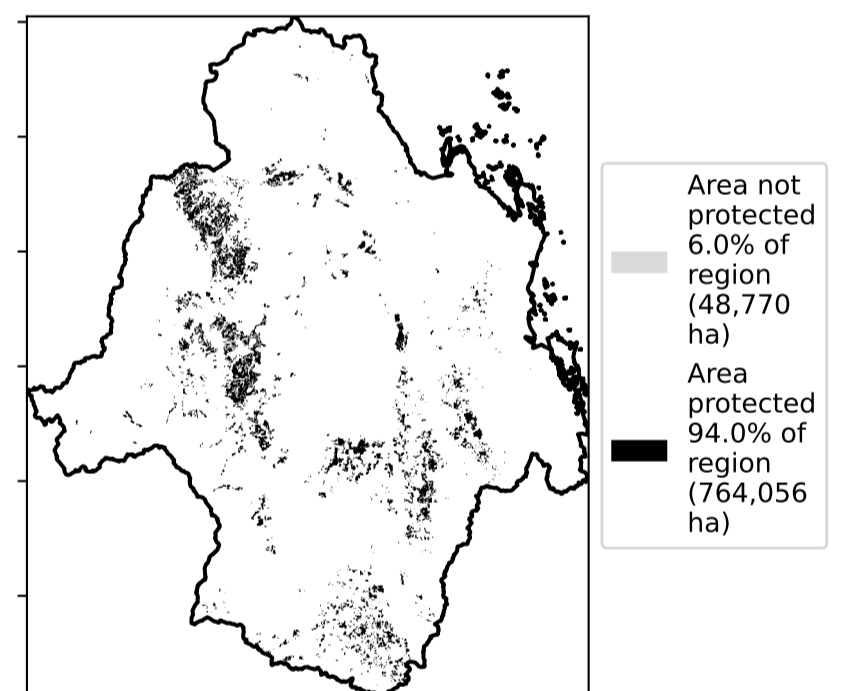 Area not
protected
6.0% of
region
(48,770
ha)
Area
protected
94.0% of
region
(764,056
ha)